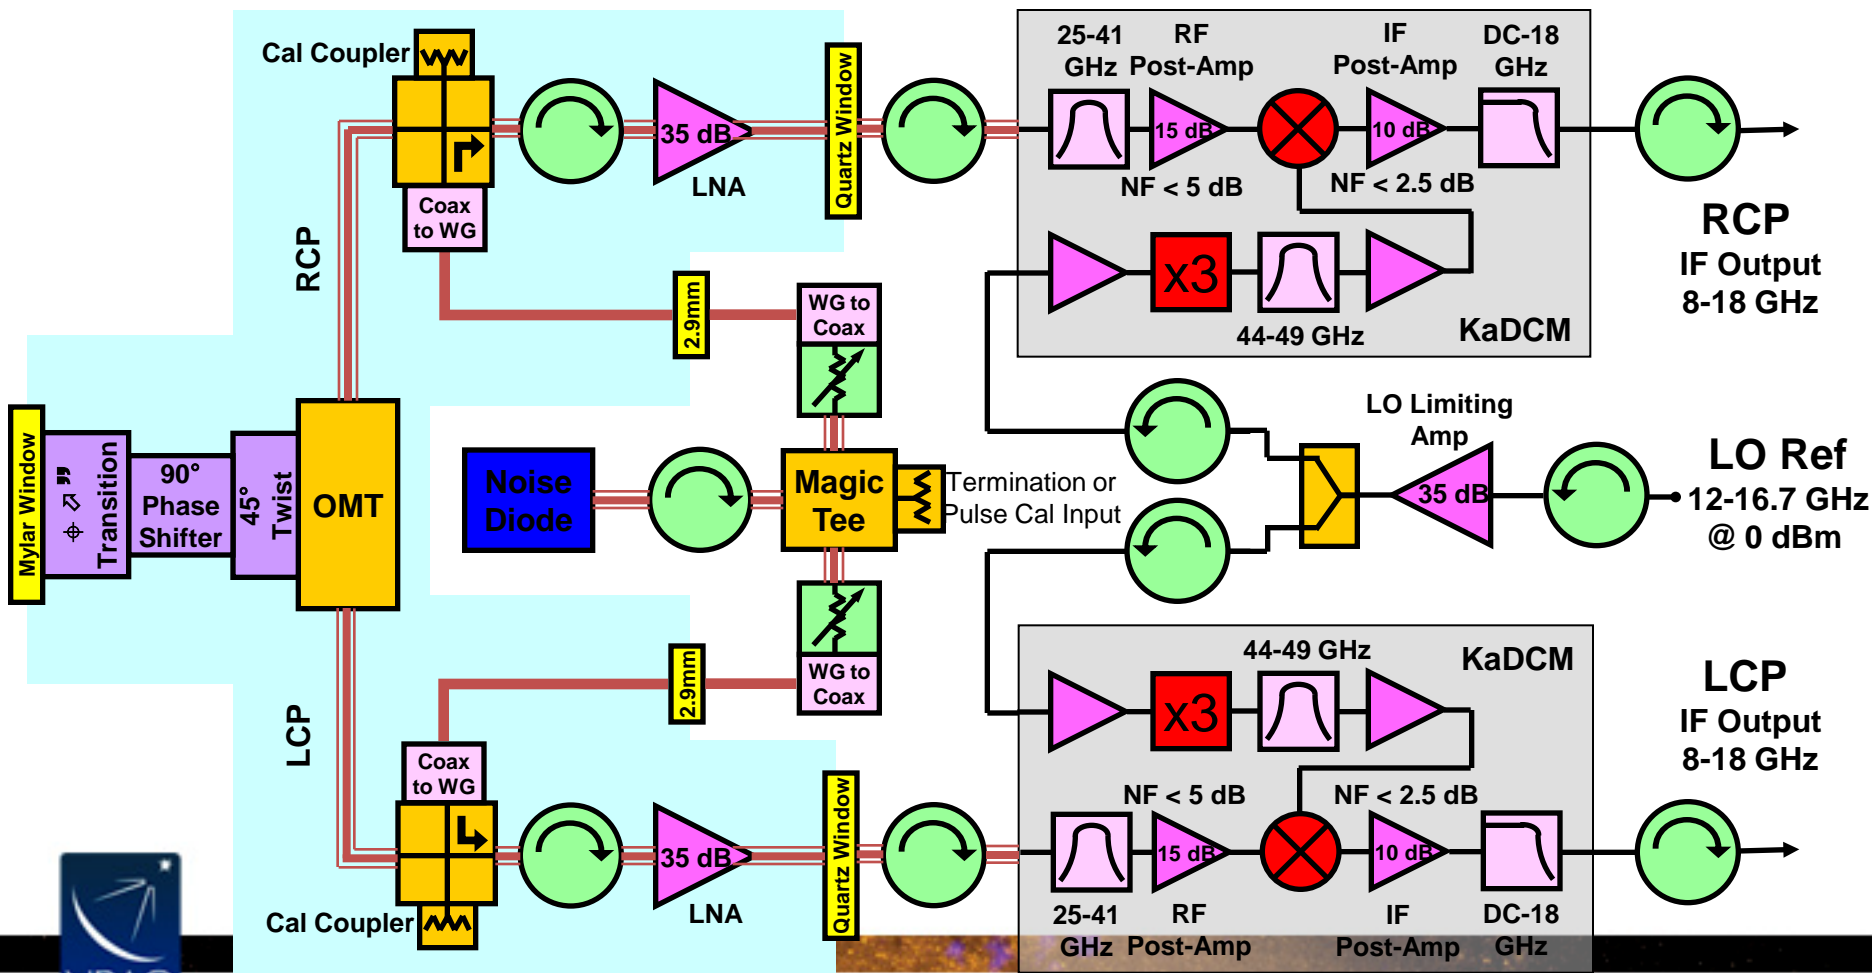 Cal Coupler
25-41
GHz
RF
Post-Amp
IF
Post-Amp
DC-18
GHz
Quartz Window
35 dB
LNA
15 dB
10 dB
NF < 5 dB
NF < 2.5 dB
Coax
to WG
RCP
RCP
IF Output
8-18 GHz
2.9mm
WG to
Coax
x3
44-49 GHz
KaDCM
LO Limiting
Amp
Mylar Window
Transition
90°
Phase
Shifter
45°
Twist
OMT
Noise
Diode
Magic
Tee
Termination or
Pulse Cal Input
35 dB
LO Ref
12-16.7 GHz
@ 0 dBm
WG to
Coax
2.9mm
44-49 GHz
KaDCM
x3
LCP
LCP
IF Output
8-18 GHz
Coax
to WG
NF < 5 dB
NF < 2.5 dB
Quartz Window
35 dB
LNA
15 dB
10 dB
Cal Coupler
25-41
GHz
RF
Post-Amp
IF
Post-Amp
DC-18
GHz